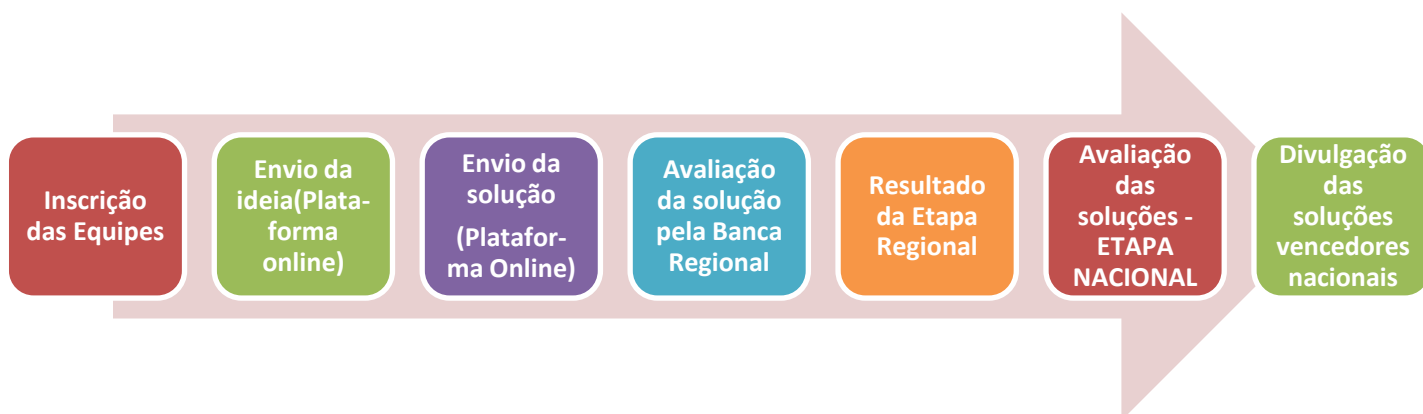 Inscrição
das Equipes
Envio da
ideia(Plata-
forma
online)
Envio da
solução
(Platafor-
ma Online)
Avaliação
da solução
pela Banca
Regional
Resultado
da Etapa
Regional
Avaliação
das
soluções -
ETAPA
NACIONAL
Divulgação
das
soluções
vencedores
nacionais